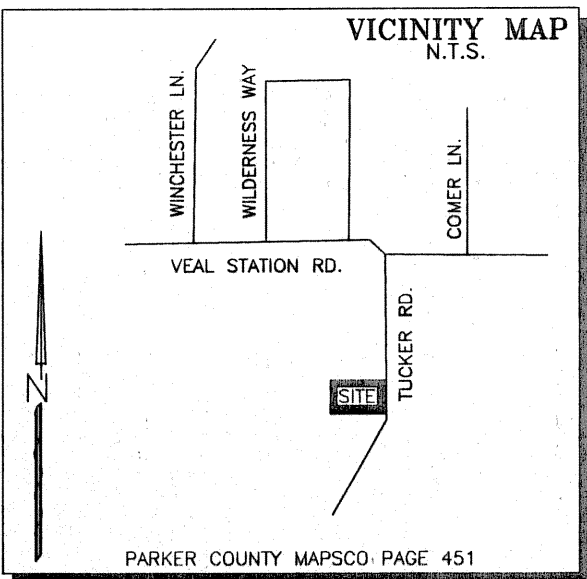 VICINITY MAP
N.T.S.
WINCHESTER LN.
WILDERNESS WAY
COMER LN.
VEAL STATION RD.
TUCKER RD.
SITE
N
PARKER COUNTY MAPSCO PAGE 451